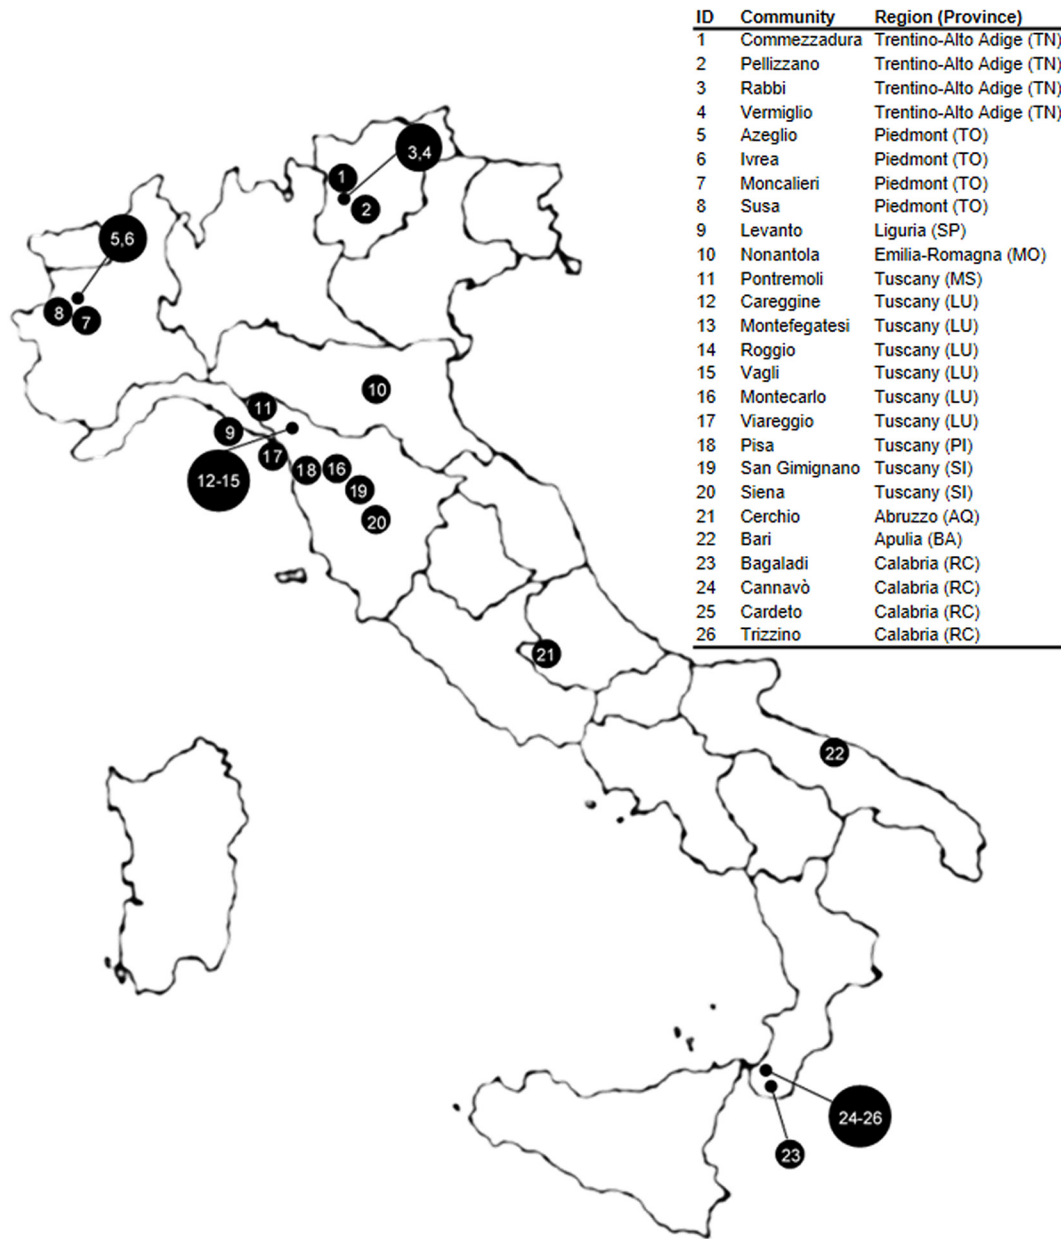 ID Community Region (Province)
1 Commezzadura Trentino-Alto Adige (TN)
2 Pellizzano Trentino-Alto Adige (TN)
3 Rabbi Trentino-Alto Adige (TN)
4 Vermiglio Trentino-Alto Adige (TN)
5 Azeglio Piedmont (TO)
6 Ivrea Piedmont (TO)
7 Moncalieri Piedmont (TO)
8 Susa Piedmont (TO)
9 Levanto Liguria (SP)
10 Nonantola Emilia-Romagna (MO)
11 Pontremoli Tuscany (MS)
12 Careggine Tuscany (LU)
13 Montefegatesi Tuscany (LU)
14 Roggio Tuscany (LU)
15 Vagli Tuscany (LU)
16 Montecarlo Tuscany (LU)
17 Viareggio Tuscany (LU)
18 Pisa Tuscany (PI)
19 San Gimignano Tuscany (SI)
20 Siena Tuscany (SI)
21 Cerchio Abruzzo (AQ)
22 Bari Apulia (BA)
23 Bagaladi Calabria (RC)
24 Cannavò Calabria (RC)
25 Cardeto Calabria (RC)
26 Trizzino Calabria (RC)
3,4
1
2
5,6
8
7
10
11
9
17
12-15
18
16
19
20
21
22
24-26
23